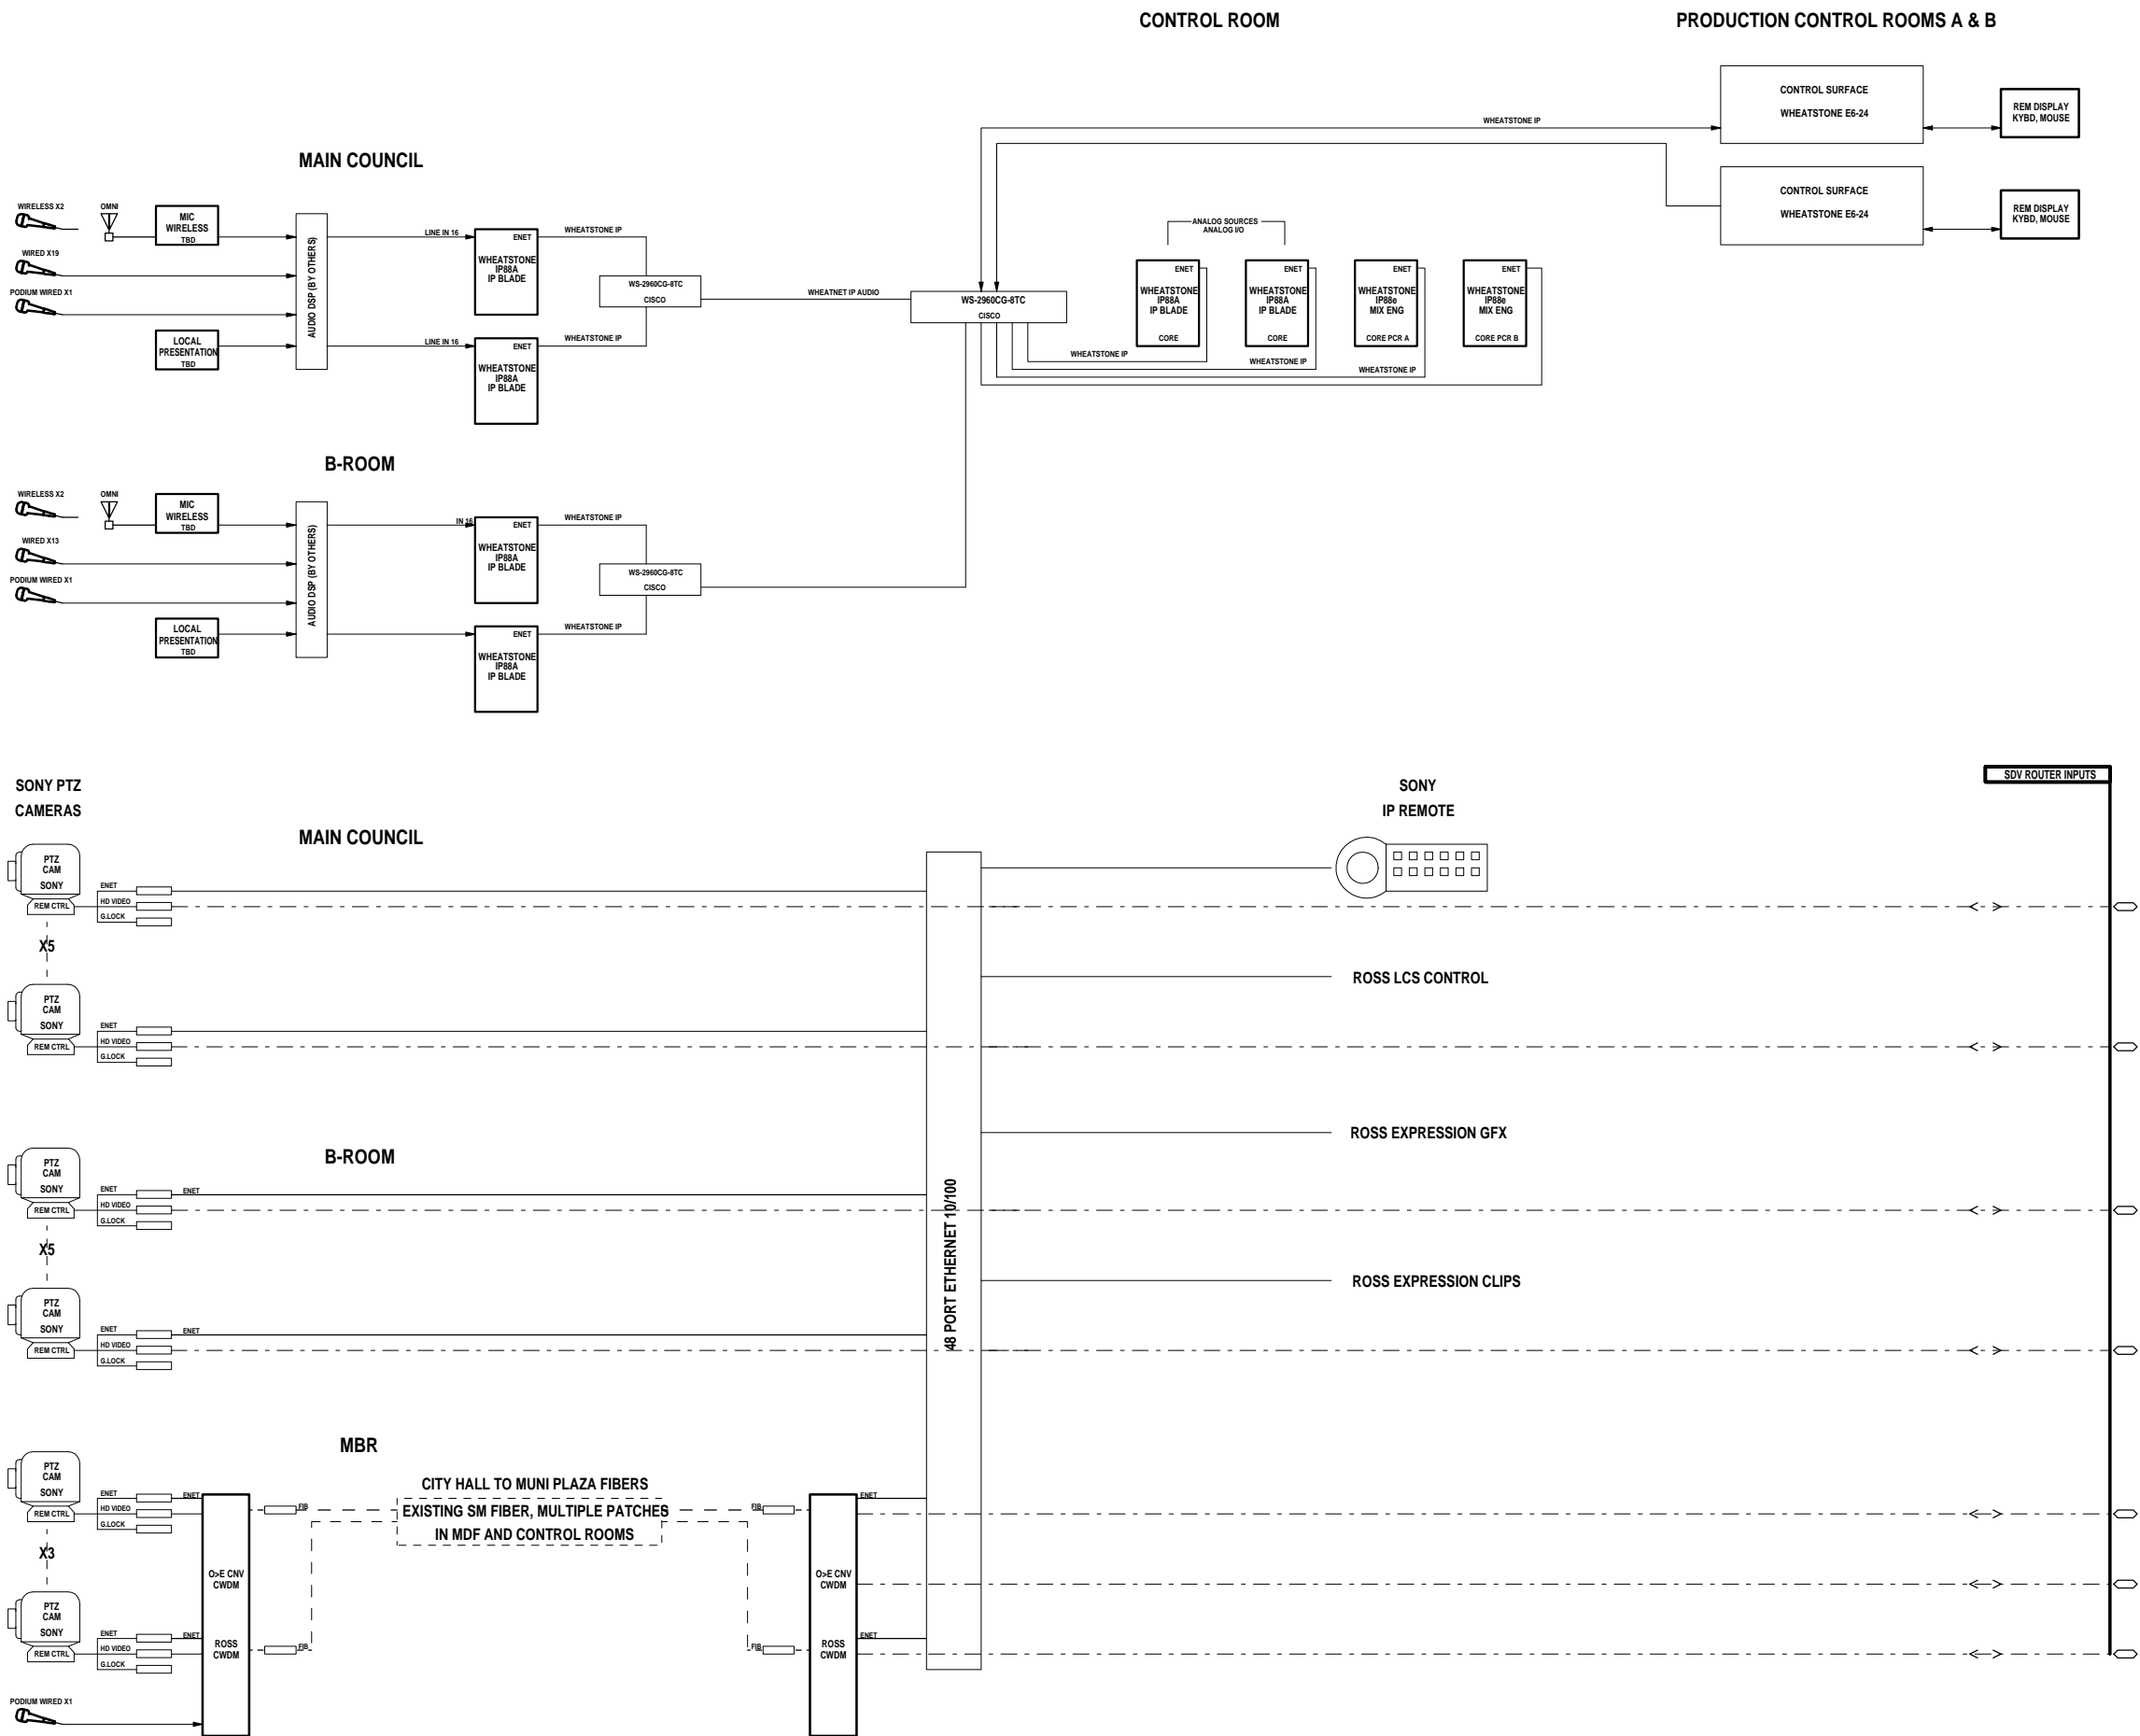 CONTROL ROOM
PRODUCTION CONTROL ROOMS A & B
CONTROL SURFACE
WHEATSTONE E6-24
REM DISPLAY
KYBD, MOUSE
WHEATSTONE IP
CONTROL SURFACE
WHEATSTONE E6-24
REM DISPLAY
KYBD, MOUSE
MAIN COUNCIL
WIRELESS X2
OMNI
MIC
WIRELESS
TBD
WIRED X19
PODIUM WIRED X1
LOCAL
PRESENTATION
TBD
AUDIO DSP (BY OTHERS)
LINE IN 16
ENET
WHEATSTONE
IP88A
IP BLADE
WHEATSTONE IP
LINE IN 16
ENET
WHEATSTONE
IP88A
IP BLADE
WHEATSTONE IP
WS-2960CG-8TC
CISCO
WHEATNET IP AUDIO
WS-2960CG-8TC
CISCO
ANALOG SOURCES
ANALOG I/O
ENET
WHEATSTONE
IP88A
IP BLADE
CORE
ENET
WHEATSTONE
IP88A
IP BLADE
CORE
ENET
WHEATSTONE
IP88e
MIX ENG
CORE PCR A
ENET
WHEATSTONE
IP88e
MIX ENG
CORE PCR B
WHEATSTONE IP
WHEATSTONE IP
WHEATSTONE IP
B-ROOM
WIRELESS X2
OMNI
MIC
WIRELESS
TBD
WIRED X13
PODIUM WIRED X1
LOCAL
PRESENTATION
TBD
AUDIO DSP (BY OTHERS)
IN 16
ENET
WHEATSTONE
IP88A
IP BLADE
WHEATSTONE IP
ENET
WHEATSTONE
IP88A
IP BLADE
WHEATSTONE IP
WS-2960CG-8TC
CISCO
SONY PTZ
CAMERAS
SONY
IP REMOTE
SDV ROUTER INPUTS
MAIN COUNCIL
PTZ
CAM
SONY
REM CTRL
ENET
HD VIDEO
G.LOCK
X5
PTZ
CAM
SONY
REM CTRL
ENET
HD VIDEO
G.LOCK
ROSS LCS CONTROL
ROSS EXPRESSION GFX
ROSS EXPRESSION CLIPS
48 PORT ETHERNET 10/100
B-ROOM
PTZ
CAM
SONY
REM CTRL
ENET
HD VIDEO
G.LOCK
ENET
X5
PTZ
CAM
SONY
REM CTRL
ENET
HD VIDEO
G.LOCK
ENET
MBR
PTZ
CAM
SONY
REM CTRL
ENET
HD VIDEO
G.LOCK
ENET
X3
PTZ
CAM
SONY
REM CTRL
ENET
HD VIDEO
G.LOCK
ENET
O>E CNV
CWDM
ROSS
CWDM
FIB
FIB
CITY HALL TO MUNI PLAZA FIBERS
EXISTING SM FIBER, MULTIPLE PATCHES
IN MDF AND CONTROL ROOMS
FIB
FIB
O>E CNV
CWDM
ROSS
CWDM
ENET
ENET
PODIUM WIRED X1